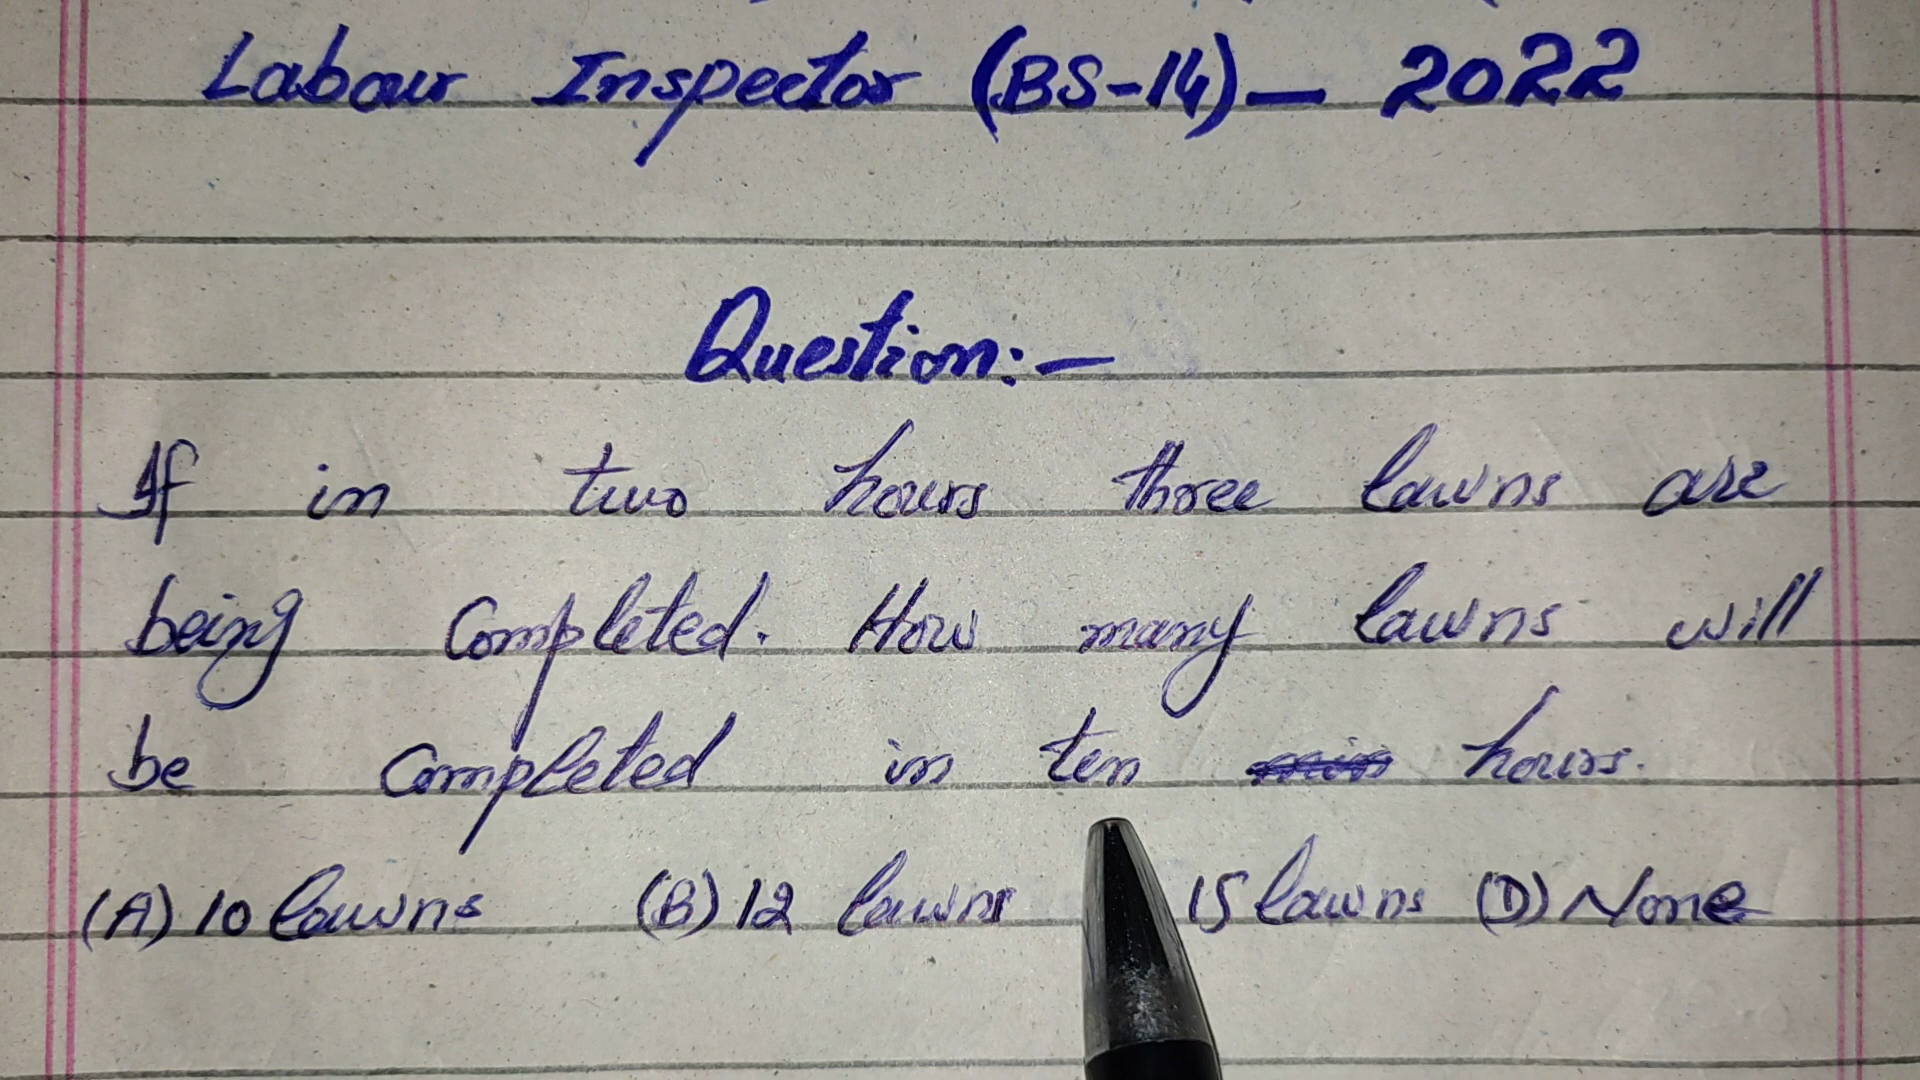 Labour Inspector (BS-14) — 2022
Question:—
If in two hours three lawns are
being Completed. How many lawns will
be Completed in ten hours.
(A) 10 lawns (B) 12 lawns 15 lawns (D) None